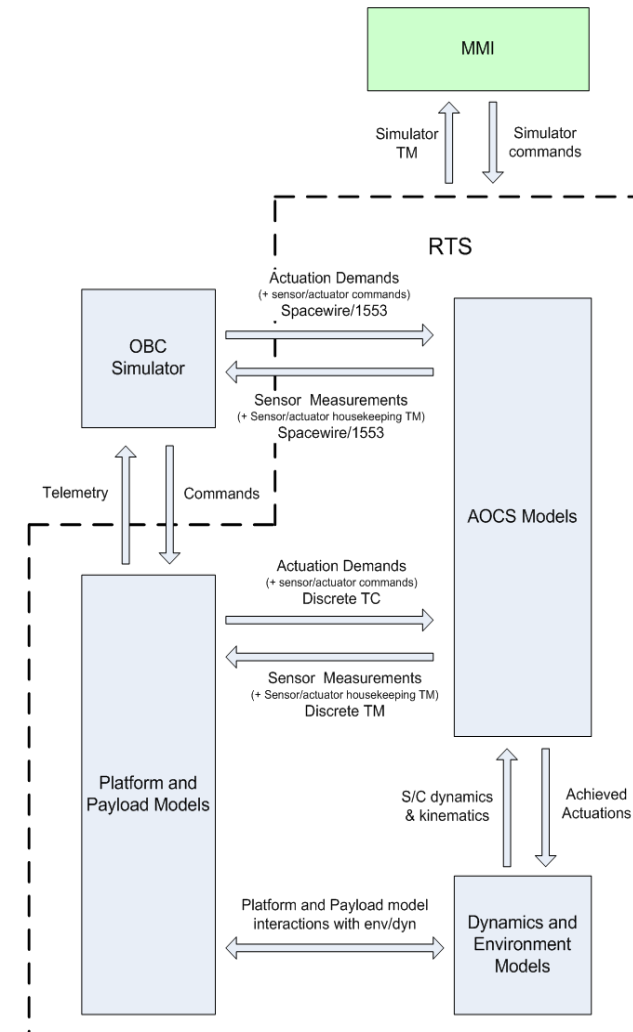 MMI
Simulator
TM
Simulator
commands
RTS
Actuation Demands
(+ sensor/actuator commands)
Spacewire/1553
OBC
Simulator
Sensor Measurements
(+ Sensor/actuator housekeeping TM)
Spacewire/1553
Telemetry
Commands
AOCS Models
Actuation Demands
(+ sensor/actuator commands)
Discrete TC
Sensor Measurements
(+ Sensor/actuator housekeeping TM)
Discrete TM
Platform and
Payload Models
S/C dynamics
& kinematics
Achieved
Actuations
Platform and Payload model
interactions with env/dyn
Dynamics and
Environment
Models